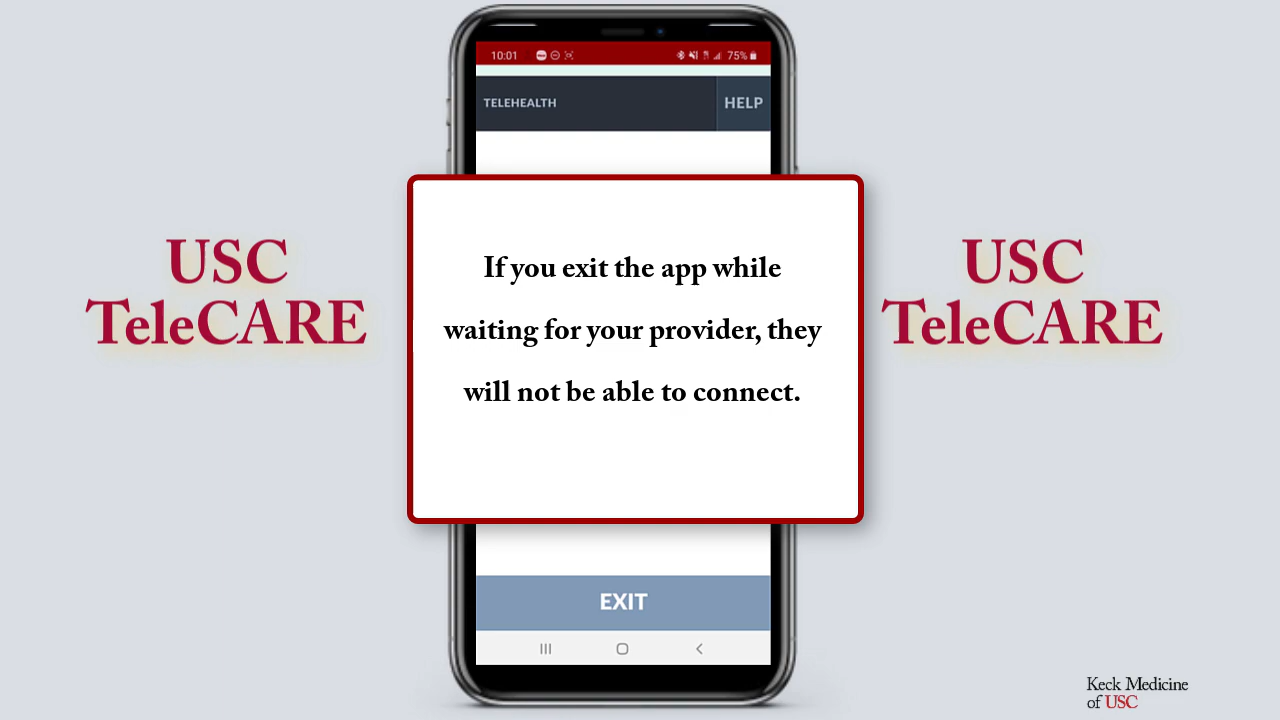 10:01
75%
TELEHEALTH
HELP
If you exit the app while
waiting for your provider, they
will not be able to connect.
USC
TeleCARE
USC
TeleCARE
EXIT
Keck Medicine
of USC